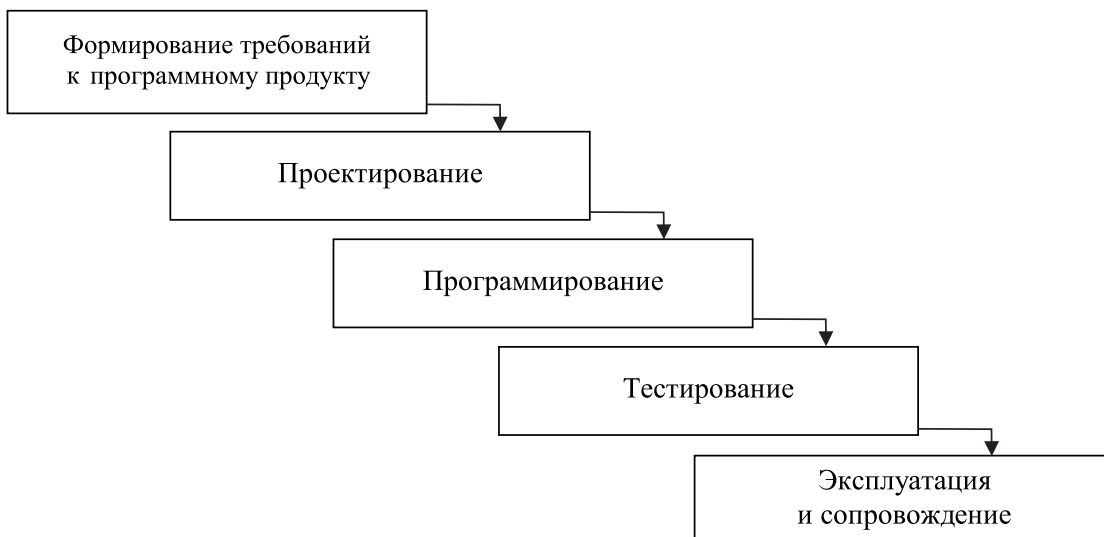 Формирование требований
к программному продукту
Проектирование
Программирование
Тестирование
Эксплуатация
и сопровождение